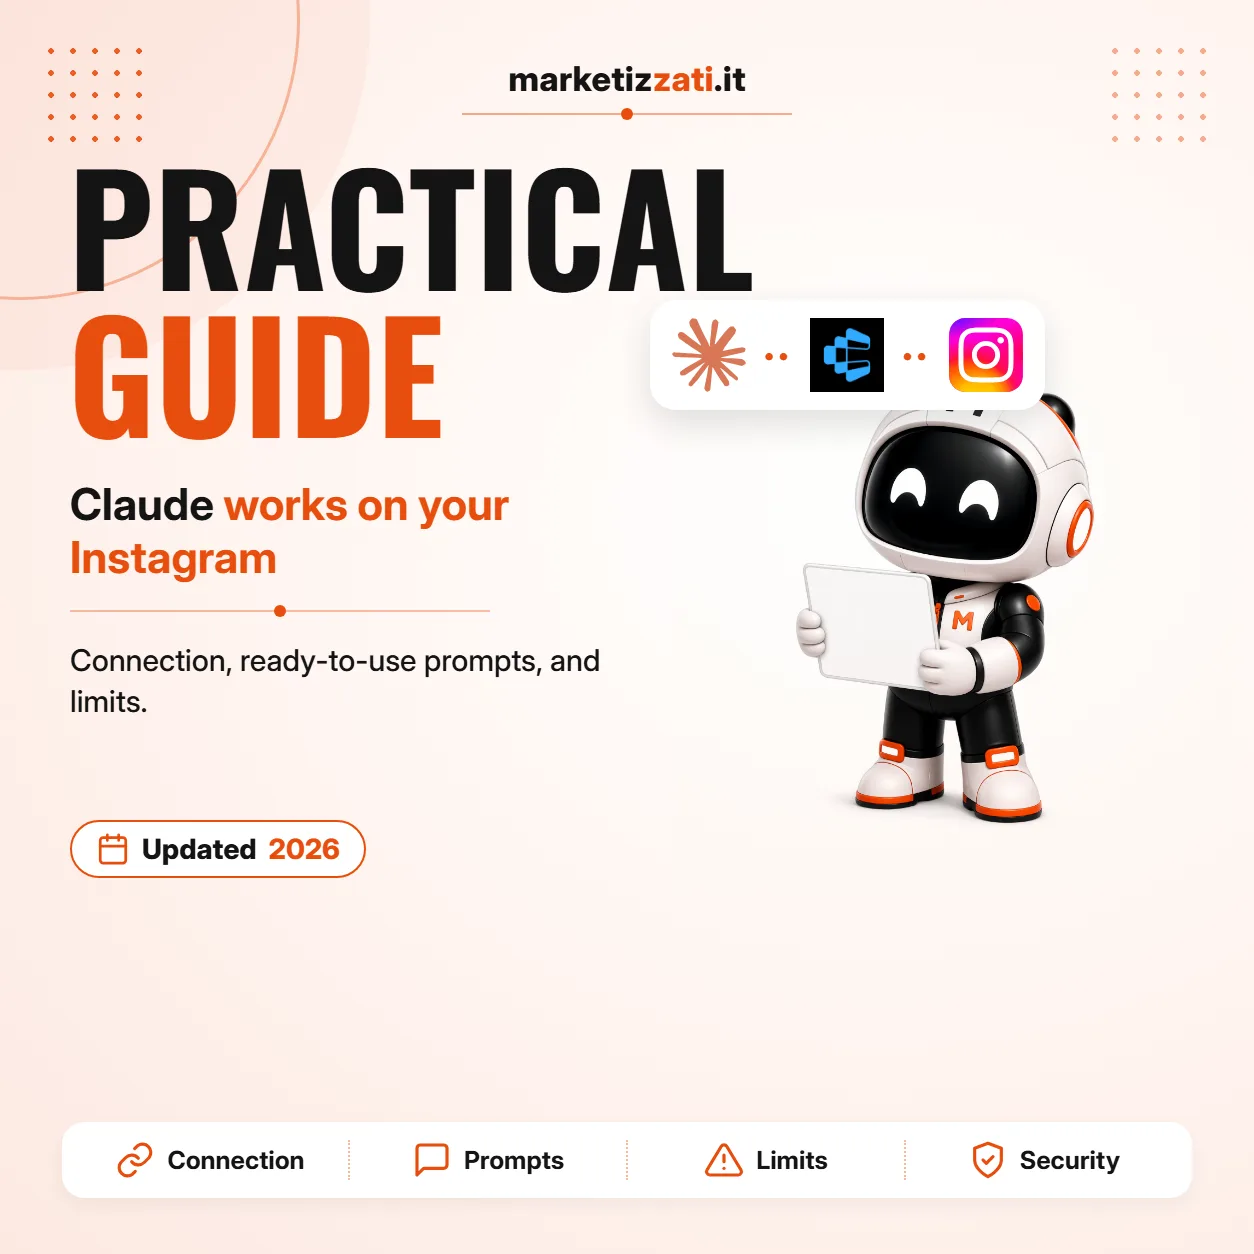 marketizzati.it
PRACTICAL
GUIDE
Claude works on your
Instagram
Connection, ready-to-use prompts, and
limits.
M
Updated 2026
Connection
Prompts
Limits
Security